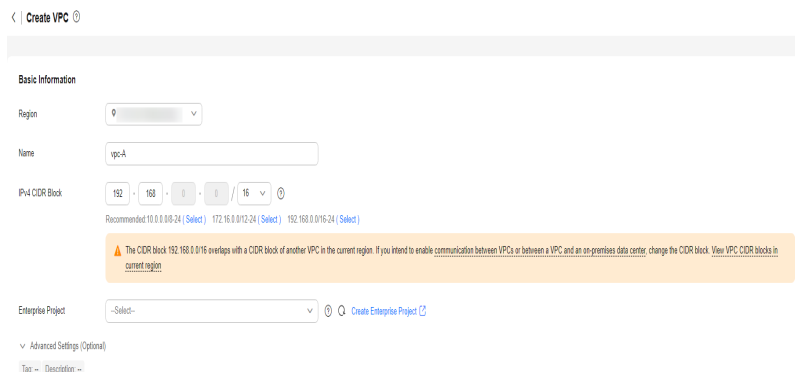 Create VPC
Basic Information
Region
Name vpc-A
IPv4 CIDR Block 192 · 168 · 0 · 0 / 16
Recommended:10.0.0.0/8-24 ( Select ) 172.16.0.0/12-24 ( Select ) 192.168.0.0/16-24 ( Select )
The CIDR block 192.168.0.0/16 overlaps with a CIDR block of another VPC in the current region. If you intend to enable communication between VPCs or between a VPC and an on-premises data center, change the CIDR block. View VPC CIDR blocks in
current region
Enterprise Project --Select-- Create Enterprise Project
Advanced Settings (Optional)
Tag: -- Description: --